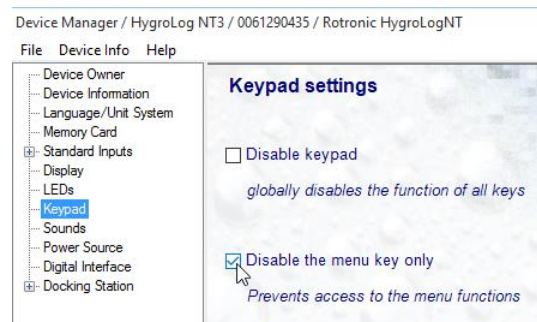 Device Manager / HygroLog NT3 / 0061290435 / Rotronic HygroLogNT
File Device Info Help
Device Owner
Device Information
Language/Unit System
Memory Card
Standard Inputs
Display
LEDs
Keypad
Sounds
Power Source
Digital Interface
Docking Station
Keypad settings
Disable keypad
globally disables the function of all keys
Disable the menu key only
Prevents access to the menu functions